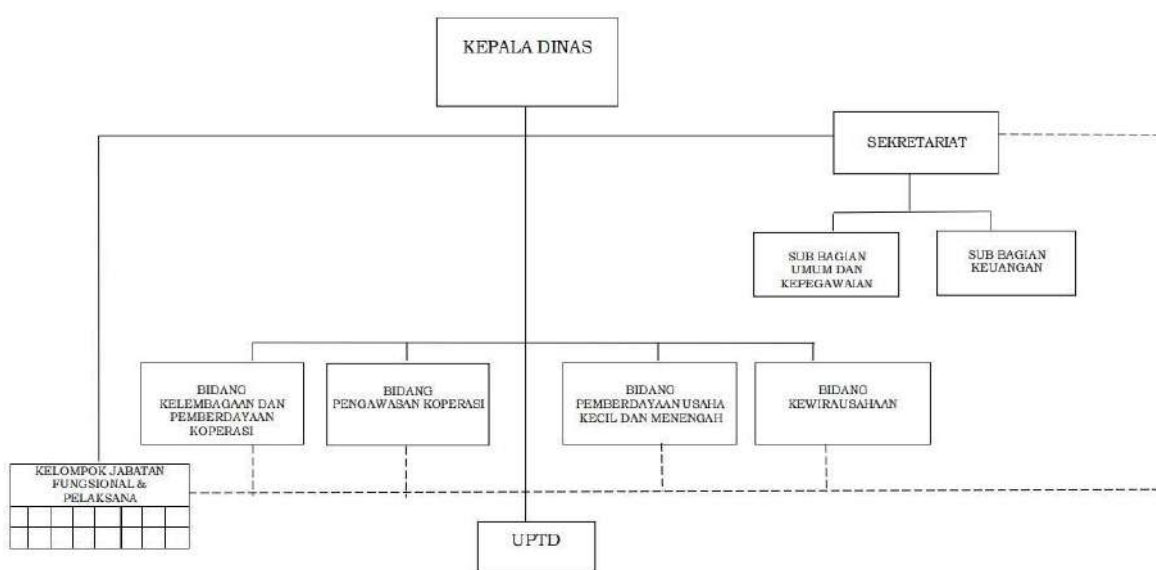 KEPALA DINAS
SEKRETARIAT
SUB BAGIAN
UMUM DAN
KEPEGAWAIAN
SUB BAGIAN
KEUANGAN
BIDANG
KELEMBAGAAN DAN
PEMBERDAYAAN
KOPERASI
BIDANG
PENGAWASAN KOPERASI
BIDANG
PEMBERDAYAAN USAHA
KECIL DAN MENENGAH
BIDANG
KEWIRAUSAHAAN
KELOMPOK JABATAN
FUNGSIONAL &
PELAKSANA
UPTD